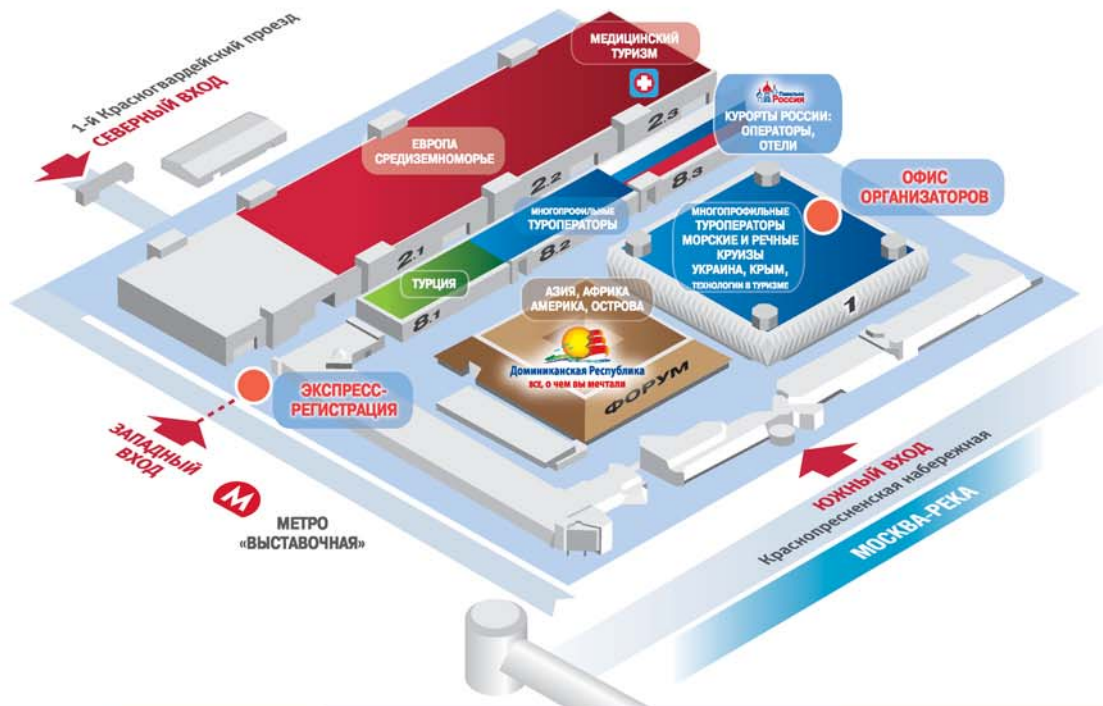 1-й Красногвардейский проезд
СЕВЕРНЫЙ ВХОД
МЕДИЦИНСКИЙ
ТУРИЗМ
Павильон
РОССИЯ
КУРОРТЫ РОССИИ:
ОПЕРАТОРЫ,
ОТЕЛИ
2.3
ЕВРОПА
СРЕДИЗЕМНОМОРЬЕ
2.2
8.3
ОФИС
ОРГАНИЗАТОРОВ
МНОГОПРОФИЛЬНЫЕ
ТУРОПЕРАТОРЫ
МНОГОПРОФИЛЬНЫЕ
ТУРОПЕРАТОРЫ
МОРСКИЕ И РЕЧНЫЕ
КРУИЗЫ
УКРАИНА, КРЫМ,
ТЕХНОЛОГИИ В ТУРИЗМЕ
2.1
8.2
ТУРЦИЯ
8.1
АЗИЯ, АФРИКА
АМЕРИКА, ОСТРОВА
1
Доминиканская Республика
все, о чем вы мечтали
ФОРУМ
ЭКСПРЕСС-
РЕГИСТРАЦИЯ
ЗАПАДНЫЙ
ВХОД
М
МЕТРО
«ВЫСТАВОЧНАЯ»
ЮЖНЫЙ ВХОД
Краснопресненская набережная
МОСКВА-РЕКА